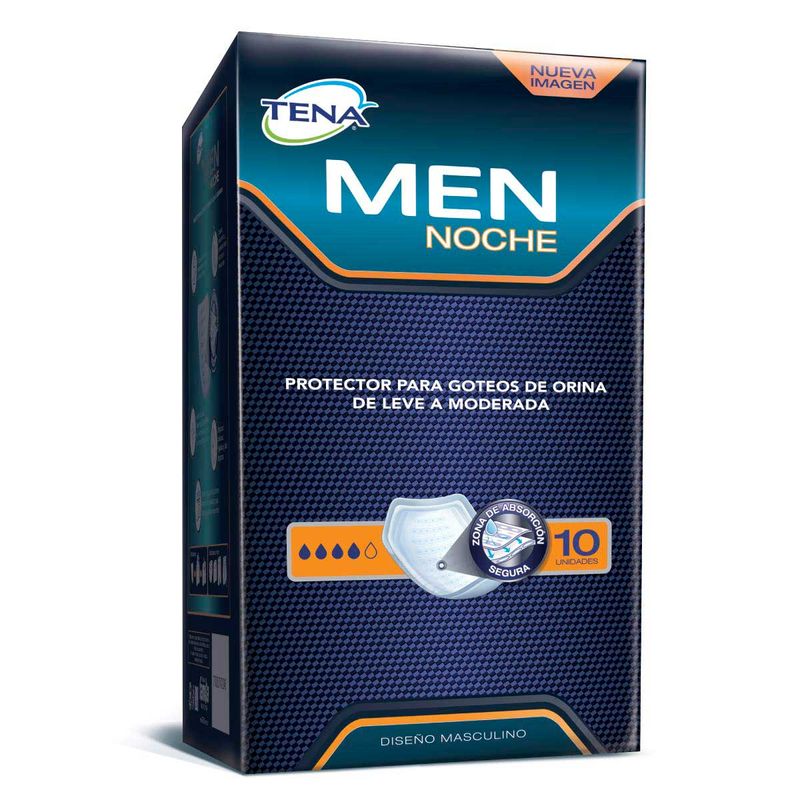 NUEVA
IMAGEN
TENA
MEN
NOCHE
PROTECTOR PARA GOTEOS DE ORINA
DE LEVE A MODERADA
ZONA DE ABSORCIÓN
SEGURA
10
UNIDADES
DISEÑO MASCULINO